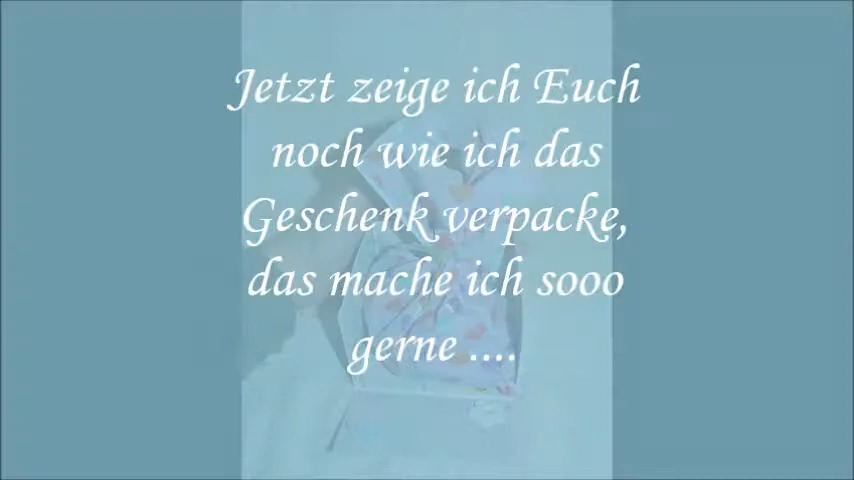 Jetzt zeige ich Euch
noch wie ich das
Geschenk verpacke,
das mache ich sooo
gerne ....